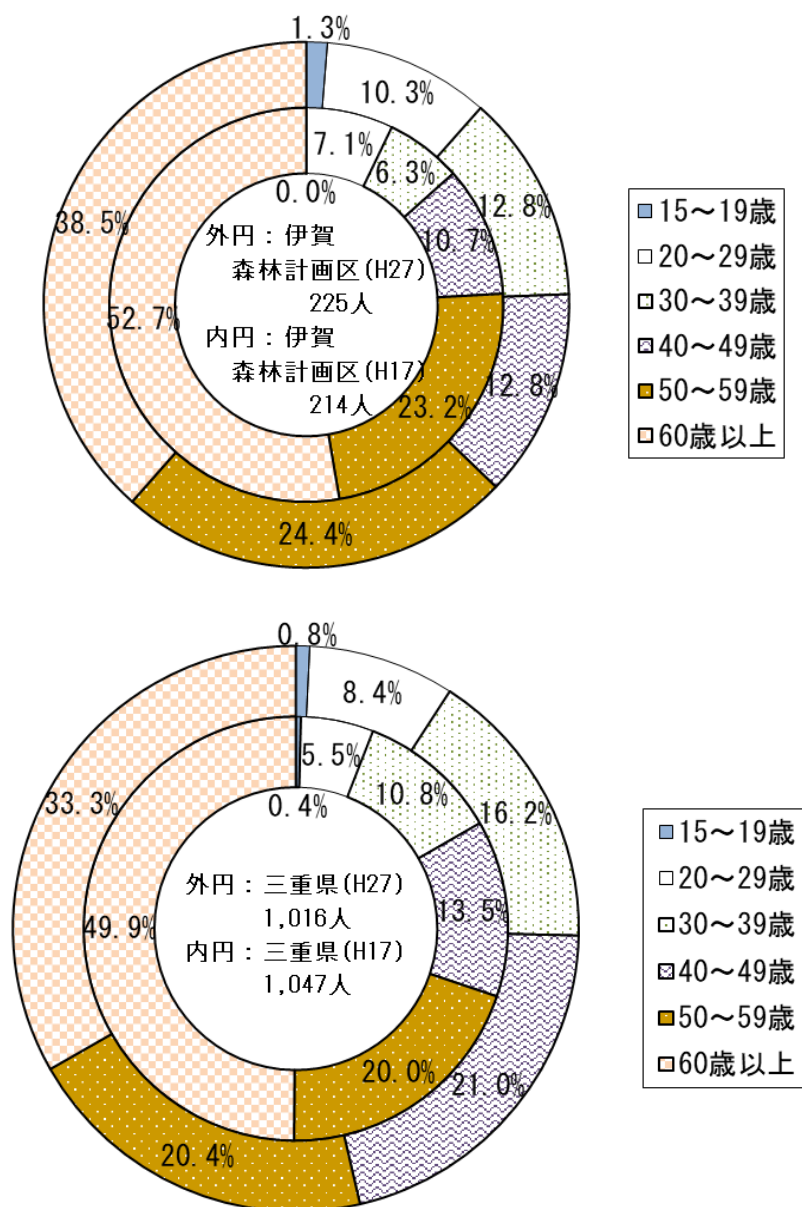 1.3%
10.3%
12.8%
12.8%
24.4%
38.5%
0.0%
7.1%
6.3%
10.7%
23.2%
52.7%
外円：伊賀
森林計画区(H27)
225人
内円：伊賀
森林計画区(H17)
214人
15～19歳
20～29歳
30～39歳
40～49歳
50～59歳
60歳以上
0.8%
8.4%
16.2%
21.0%
20.4%
33.3%
0.4%
5.5%
10.8%
13.5%
20.0%
49.9%
外円：三重県(H27)
1,016人
内円：三重県(H17)
1,047人
15～19歳
20～29歳
30～39歳
40～49歳
50～59歳
60歳以上